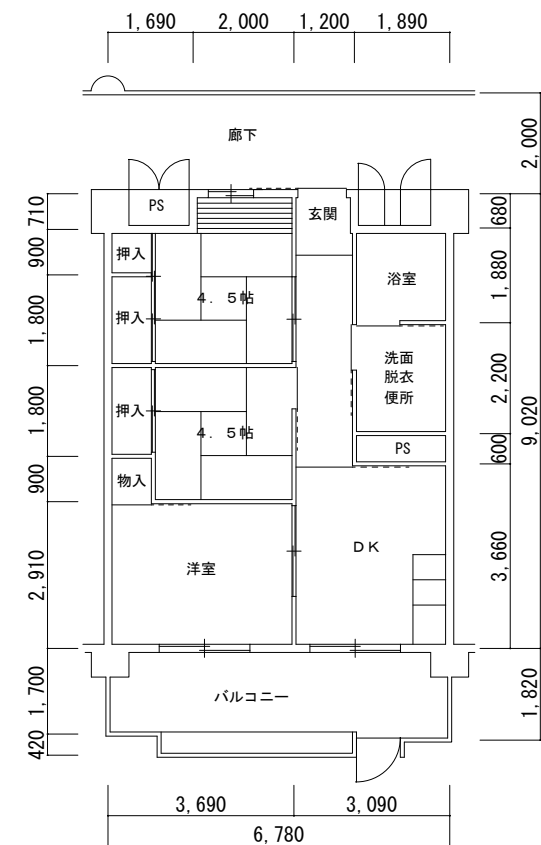 1,690
2,000
1,200
1,890
廊下
2,000
PS
玄関
710
680
押入
900
浴室
1,880
4．5帖
押入
1,800
洗面
脱衣
便所
2,200
9,020
押入
1,800
4．5帖
PS
600
物入
900
DK
洋室
2,910
3,660
バルコニー
1,700
1,820
420
3,690
3,090
6,780